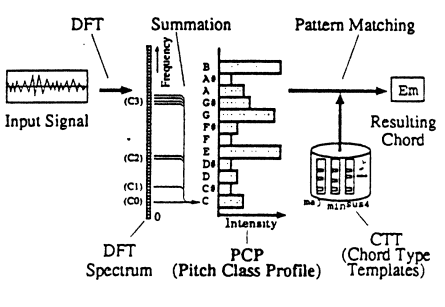 DFT
Summation
Pattern Matching
Frequency
B
A#
A
G#
G
F#
F
E
D#
D
C#
C
(C3)
(C2)
(C1)
(C0)
0
Input Signal
Em
Resulting
Chord
Intensity
maj min sus4
DFT
Spectrum
PCP
(Pitch Class Profile)
CTT
(Chord Type
Templates)